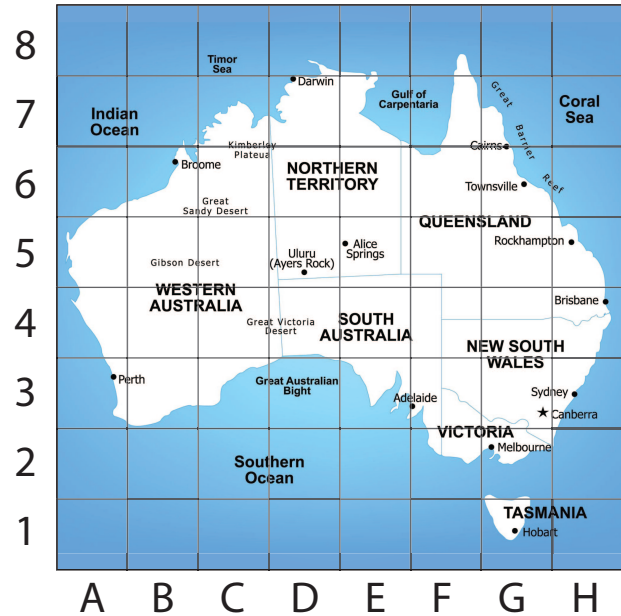 8
Timor
Sea
Darwin
7
Indian
Ocean
Gulf of
Carpentaria
Great
Barrier
Reef
Coral
Sea
Kimberley
Plateua
Cairns
6
Broome
NORTHERN
TERRITORY
Townsville
Great
Sandy Desert
QUEENSLAND
5
Rockhampton
Alice
Springs
Uluru
(Ayers Rock)
Gibson Desert
WESTERN
AUSTRALIA
Brisbane
4
Great Victoria
Desert
SOUTH
AUSTRALIA
NEW SOUTH
WALES
3
Perth
Great Australian
Bight
Adelaide
Sydney
Canberra
VICTORIA
2
Melbourne
Southern
Ocean
1
TASMANIA
Hobart
A B C D E F G H